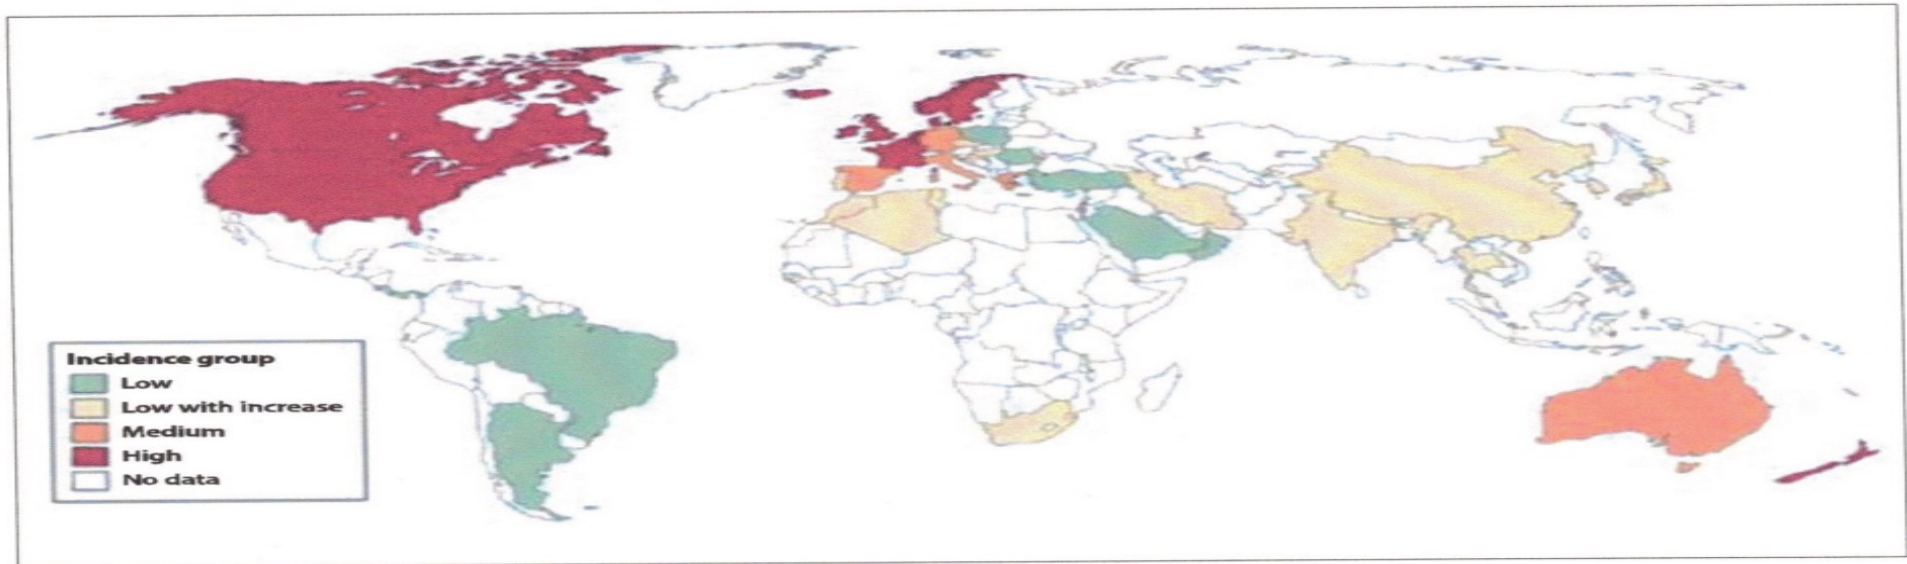 Incidence group
Low
Low with increase
Medium
High
No data